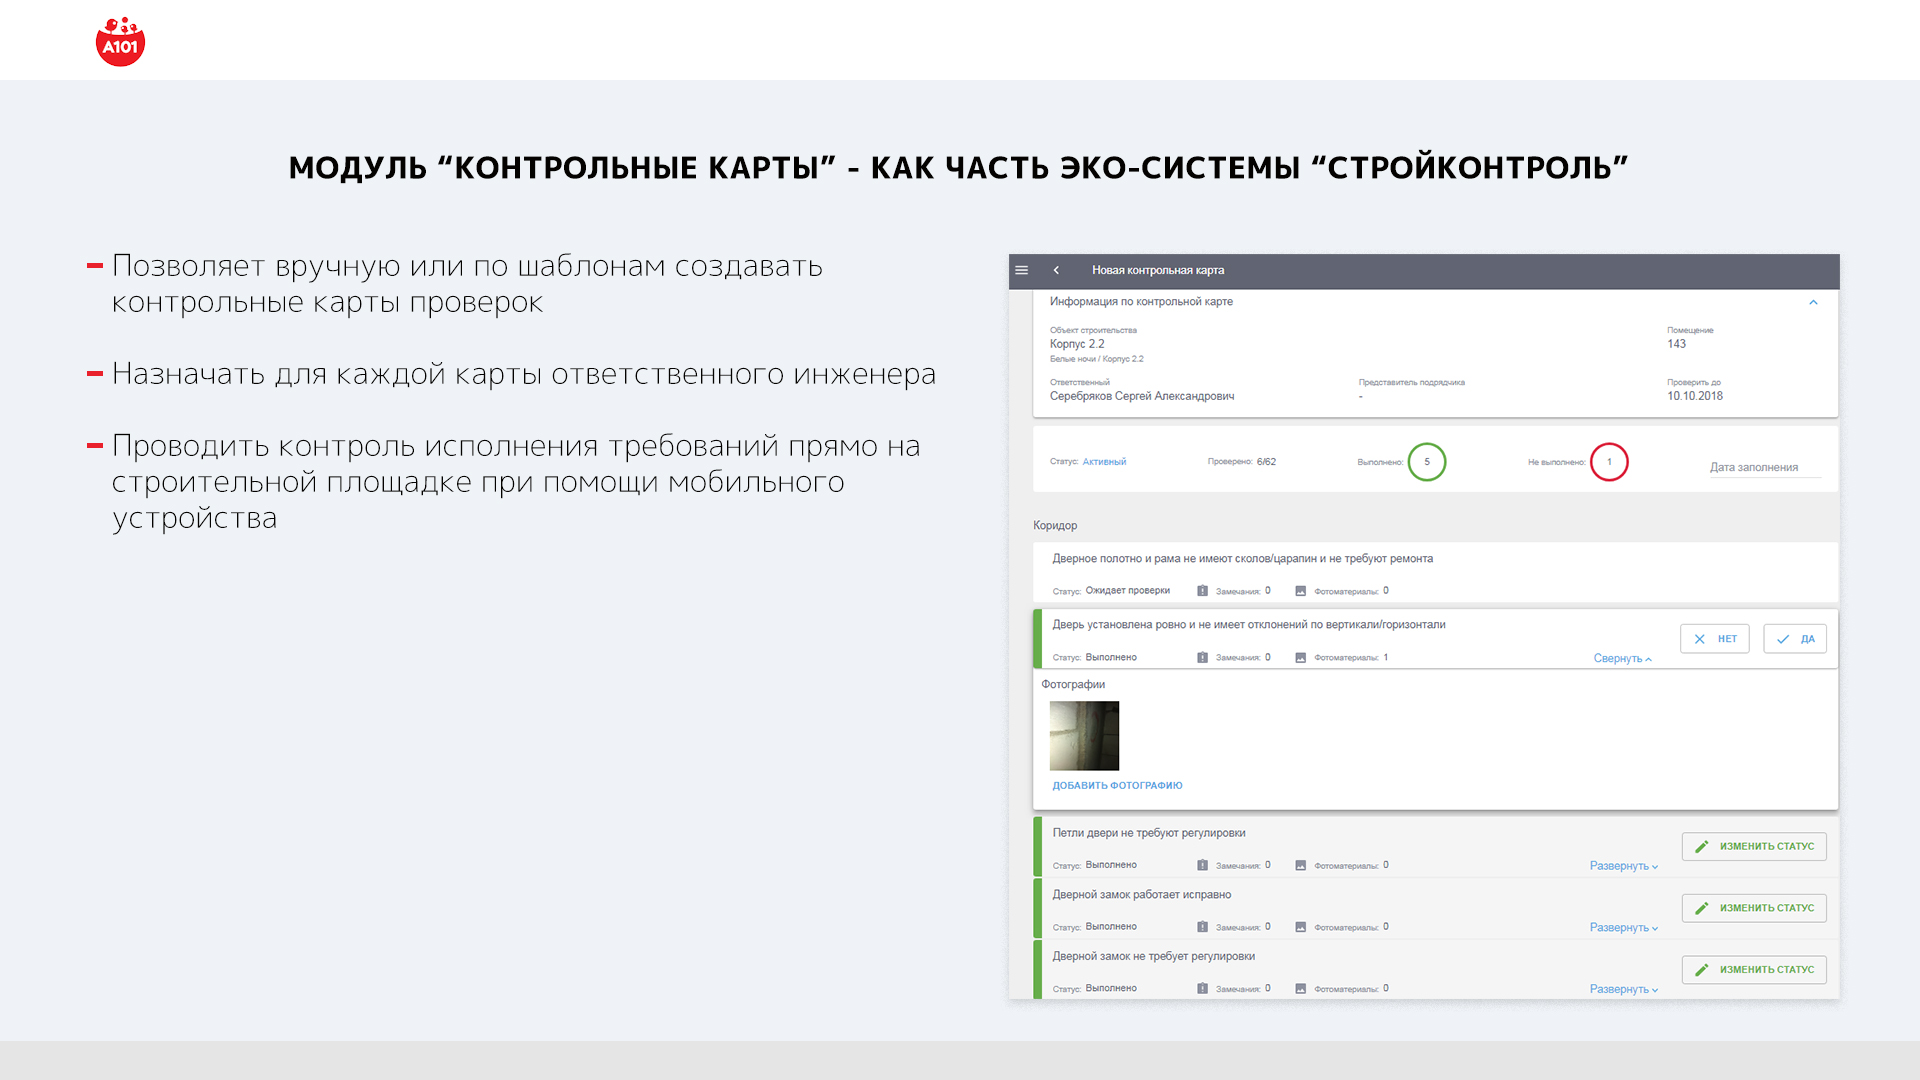 А101
МОДУЛЬ “КОНТРОЛЬНЫЕ КАРТЫ” - КАК ЧАСТЬ ЭКО-СИСТЕМЫ “СТРОЙКОНТРОЛЬ”
Позволяет вручную или по шаблонам создавать
контрольные карты проверок
Назначать для каждой карты ответственного инженера
Проводить контроль исполнения требований прямо на
строительной площадке при помощи мобильного
устройства
Новая контрольная карта
Информация по контрольной карте
Объект строительства Помещение
Корпус 2.2 143
Белые ночи / Корпус 2.2
Ответственный Представитель подрядчика Проверить до
Серебряков Сергей Александрович - 10.10.2018
Статус: Активный Проверено: 6/62 Выполнено: 5 Не выполнено: 1 Дата заполнения
Коридор
Дверное полотно и рама не имеют сколов/царапин и не требуют ремонта
Статус: Ожидает проверки Замечания: 0 Фотоматериалы: 0
Дверь установлена ровно и не имеет отклонений по вертикали/горизонтали
НЕТ ДА
Статус: Выполнено Замечания: 0 Фотоматериалы: 1 Свернуть
Фотографии
ДОБАВИТЬ ФОТОГРАФИЮ
Петли двери не требуют регулировки
ИЗМЕНИТЬ СТАТУС
Статус: Выполнено Замечания: 0 Фотоматериалы: 0 Развернуть
Дверной замок работает исправно
ИЗМЕНИТЬ СТАТУС
Статус: Выполнено Замечания: 0 Фотоматериалы: 0 Развернуть
Дверной замок не требует регулировки
ИЗМЕНИТЬ СТАТУС
Статус: Выполнено Замечания: 0 Фотоматериалы: 0 Развернуть